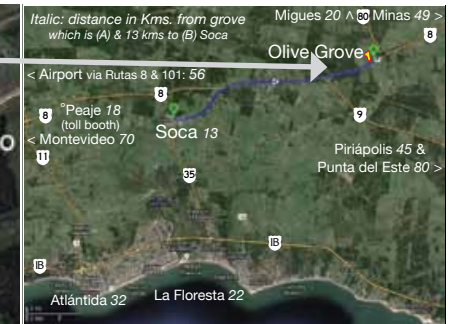 Italic: distance in Kms. from grove
which is (A) & 13 kms to (B) Soca
Migues 20 ∧ 80 Minas 49 >
8
Olive Grove
< Airport via Rutas 8 & 101: 56
8
°Peaje 18
(toll booth)
8
< Montevideo 70
11
Soca 13
9
Piriápolis 45 &
Punta del Este 80 >
35
IB
IB
Atlántida 32
La Floresta 22
O